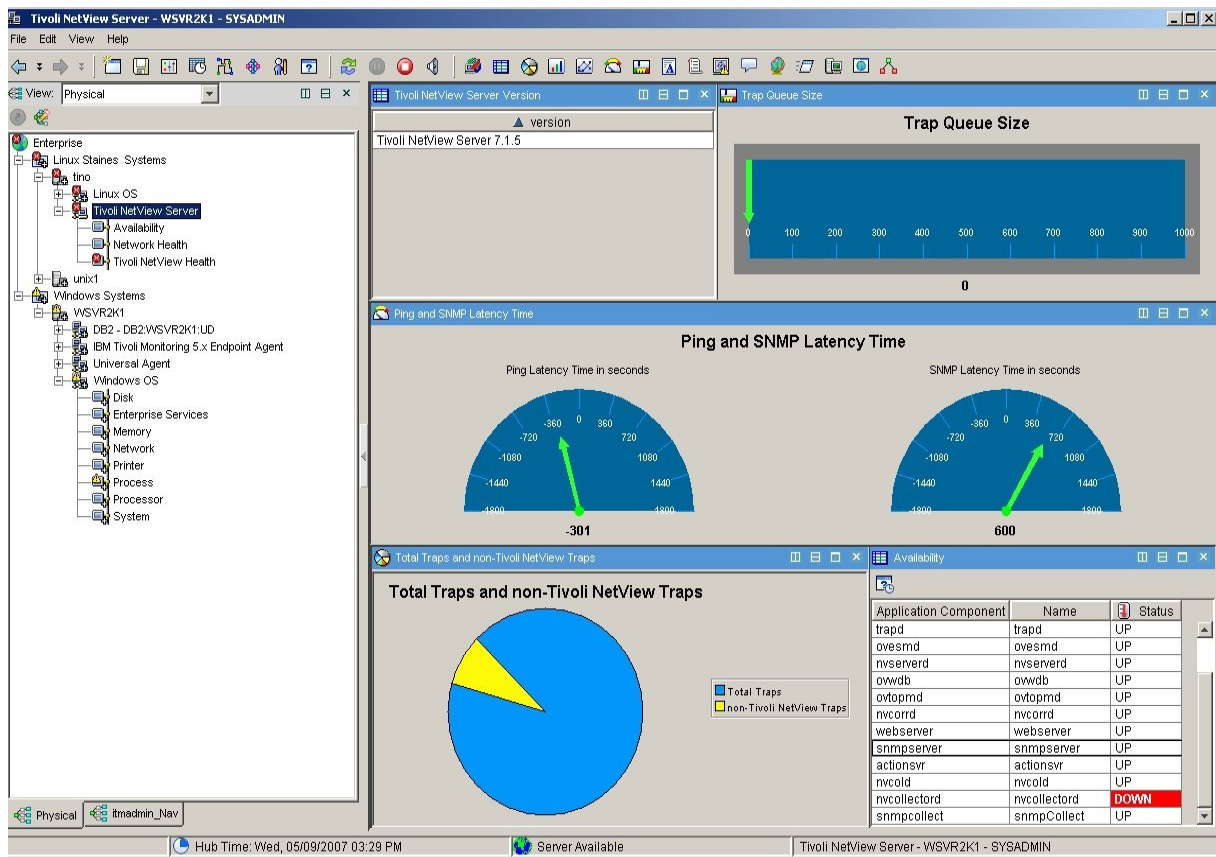 Tivoli NetView Server - WSVR2K1 - SYSADMIN
File Edit View Help
View: Physical
Enterprise
Linux Staines Systems
tino
Linux OS
Tivoli NetView Server
Availability
Network Health
Tivoli NetView Health
unix1
Windows Systems
WSVR2K1
DB2 - DB2:WSVR2K1:UD
IBM Tivoli Monitoring 5.x Endpoint Agent
Universal Agent
Windows OS
Disk
Enterprise Services
Memory
Network
Printer
Process
Processor
System
Physical
itmadmin_Nav
Tivoli NetView Server Version
version
Tivoli NetView Server 7.1.5
Trap Queue Size
Trap Queue Size
0 100 200 300 400 500 600 700 800 900 1000
0
Ping and SNMP Latency Time
Ping and SNMP Latency Time
Ping Latency Time in seconds
-1800 -1440 -1080 -720 -360 0 360 720 1080 1440 1800
-301
SNMP Latency Time in seconds
-1800 -1440 -1080 -720 -360 0 360 720 1080 1440 1800
600
Total Traps and non-Tivoli NetView Traps
Total Traps and non-Tivoli NetView Traps
Total Traps
non-Tivoli NetView Traps
Availability
Application Component Name Status
trapd trapd UP
ovesmd ovesmd UP
nvserverd nvserverd UP
ovwdb ovwdb UP
ovtopmd ovtopmd UP
nvcorrd nvcorrd UP
webserver webserver UP
snmpserver snmpserver UP
actionsvr actionsvr UP
nvcold nvcold UP
nvcollectord nvcollectord DOWN
snmpcollect snmpCollect UP
Hub Time: Wed, 05/09/2007 03:29 PM
Server Available
Tivoli NetView Server - WSVR2K1 - SYSADMIN